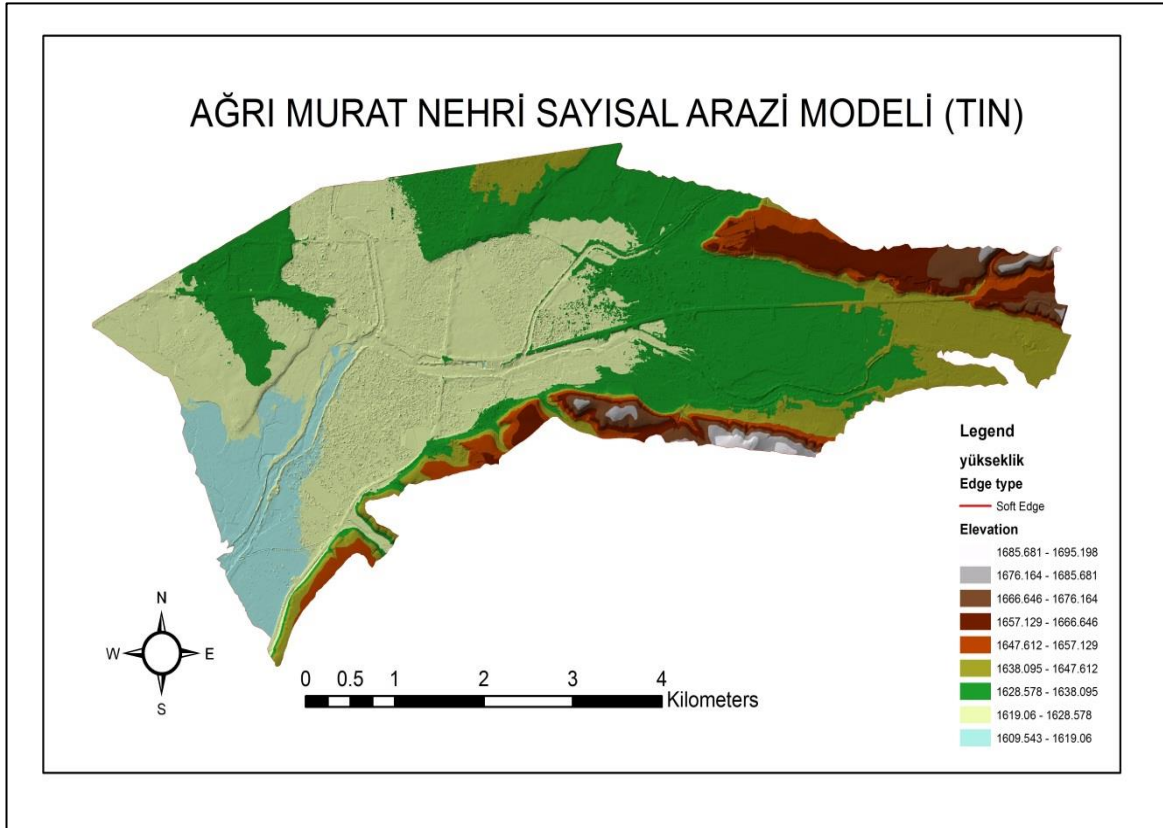 AĞRI MURAT NEHRİ SAYISAL ARAZİ MODELİ (TIN)
Legend
yükseklik
Edge type
Soft Edge
Elevation
1685.681 - 1695.198
1676.164 - 1685.681
1666.646 - 1676.164
1657.129 - 1666.646
1647.612 - 1657.129
1638.095 - 1647.612
1628.578 - 1638.095
1619.06 - 1628.578
1609.543 - 1619.06
N
W E
S
0 0.5 1 2 3 4
Kilometers